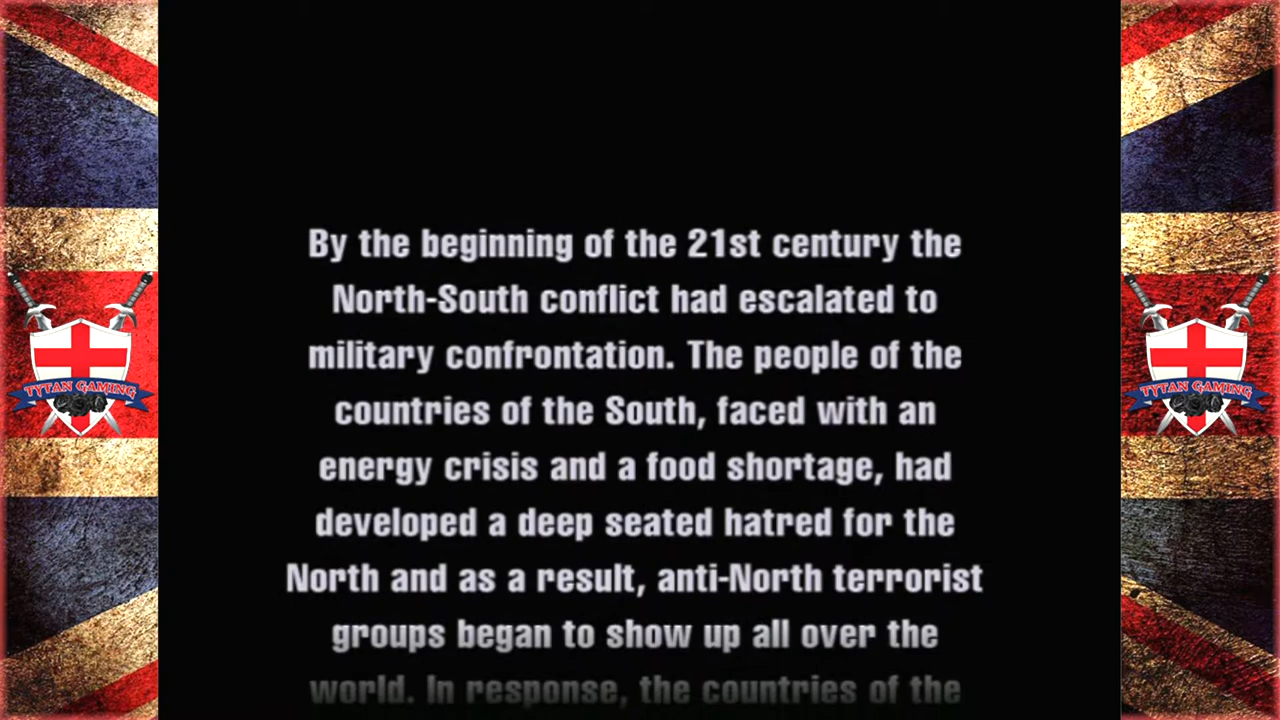 By the beginning of the 21st century the
North-South conflict had escalated to
military confrontation. The people of the
countries of the South, faced with an
energy crisis and a food shortage, had
developed a deep seated hatred for the
North and as a result, anti-North terrorist
groups began to show up all over the
world. In response, the countries of the
TYTAN GAMING
TYTAN GAMING